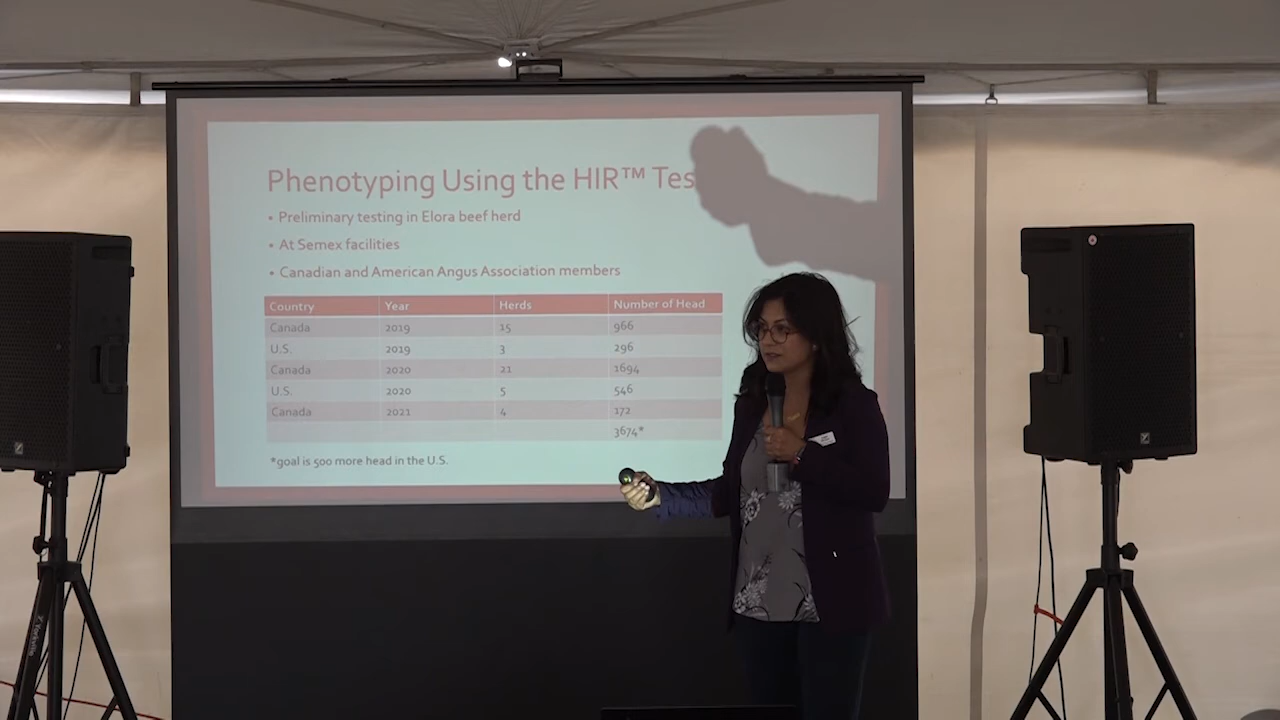 Phenotyping Using the HIR™ Tes
• Preliminary testing in Elora beef herd
• At Semex facilities
• Canadian and American Angus Association members
Country Year Herds Number of Head
Canada 2019 15 966
U.S. 2019 3 296
Canada 2020 21 1694
U.S. 2020 5 546
Canada 2021 4 172
3674*
*goal is 500 more head in the U.S.